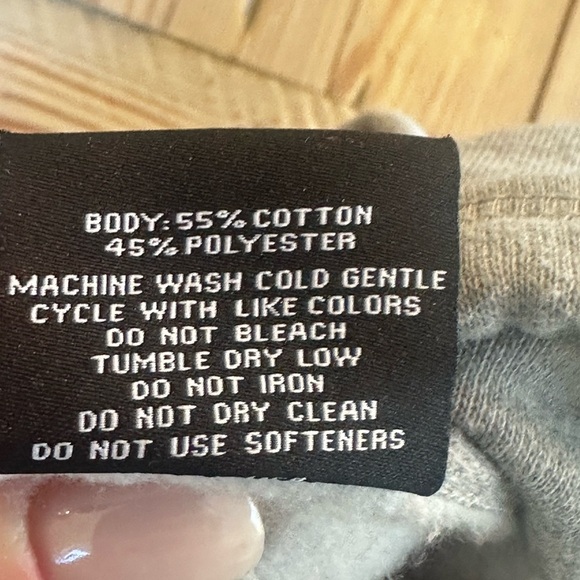 BODY: 55% COTTON
45% POLYESTER
MACHINE WASH COLD GENTLE
CYCLE WITH LIKE COLORS
DO NOT BLEACH
TUMBLE DRY LOW
DO NOT IRON
DO NOT DRY CLEAN
DO NOT USE SOFTENERS